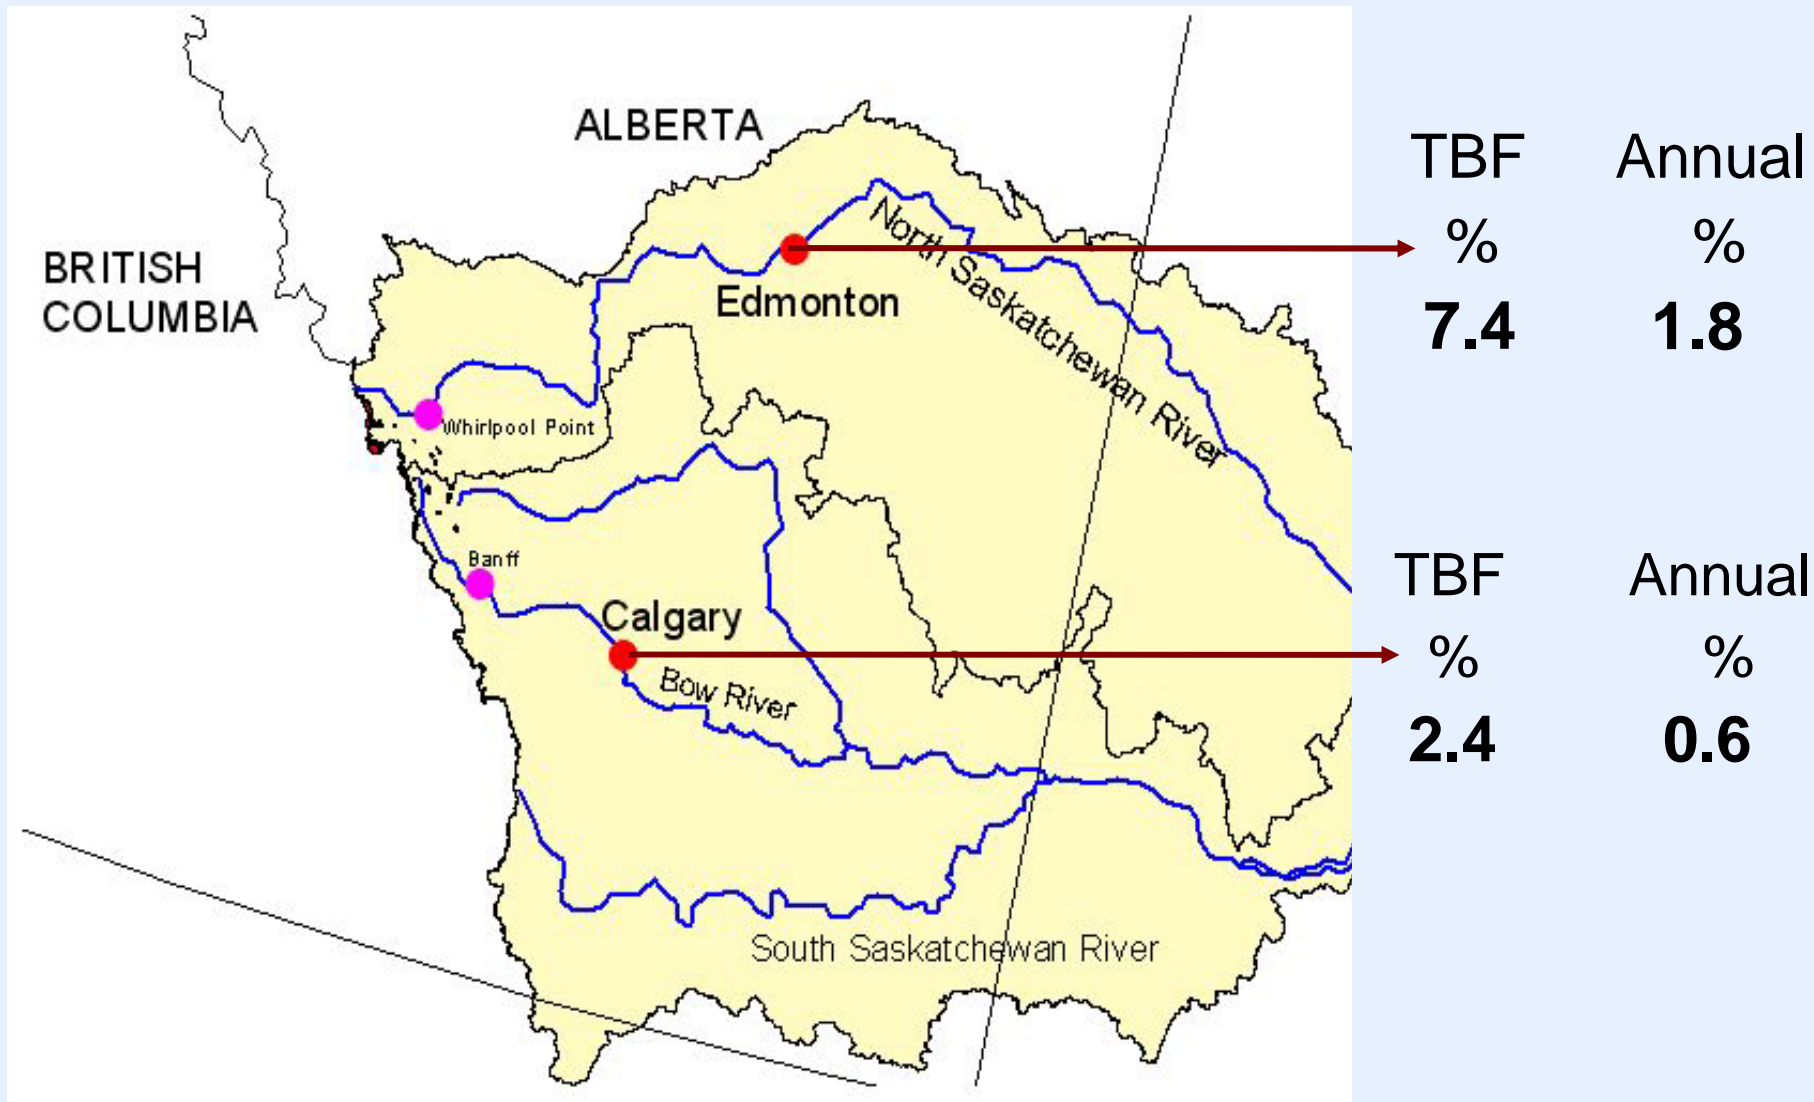 ALBERTA
BRITISH
COLUMBIA
Edmonton
North Saskatchewan River
Whirlpool Point
Banff
Calgary
Bow River
South Saskatchewan River
TBF Annual
% %
7.4 1.8
TBF Annual
% %
2.4 0.6